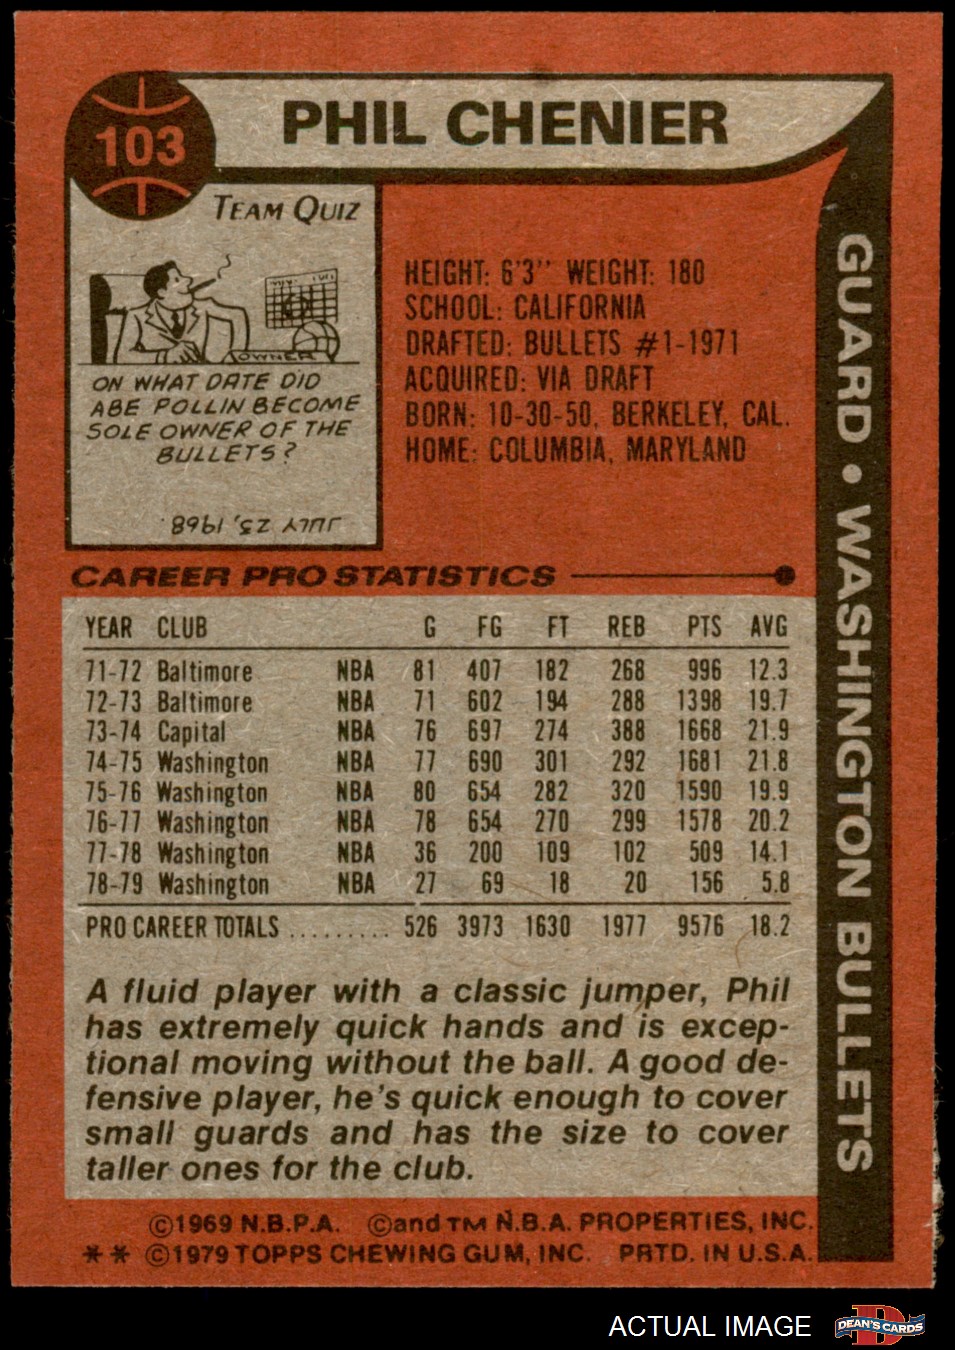 103
PHIL CHENIER
TEAM QUIZ
OWNER
ON WHAT DATE DID
ABE POLLIN BECOME
SOLE OWNER OF THE
BULLETS?
JULY 25, 1968
HEIGHT: 6'3" WEIGHT: 180
SCHOOL: CALIFORNIA
DRAFTED: BULLETS #1-1971
ACQUIRED: VIA DRAFT
BORN: 10-30-50, BERKELEY, CAL.
HOME: COLUMBIA, MARYLAND
GUARD • WASHINGTON BULLETS
CAREER PRO STATISTICS
YEAR CLUB G FG FT REB PTS AVG
71-72 Baltimore NBA 81 407 182 268 996 12.3
72-73 Baltimore NBA 71 602 194 288 1398 19.7
73-74 Capital NBA 76 697 274 388 1668 21.9
74-75 Washington NBA 77 690 301 292 1681 21.8
75-76 Washington NBA 80 654 282 320 1590 19.9
76-77 Washington NBA 78 654 270 299 1578 20.2
77-78 Washington NBA 36 200 109 102 509 14.1
78-79 Washington NBA 27 69 18 20 156 5.8
PRO CAREER TOTALS .......... 526 3973 1630 1977 9576 18.2
A fluid player with a classic jumper, Phil
has extremely quick hands and is excep-
tional moving without the ball. A good de-
fensive player, he's quick enough to cover
small guards and has the size to cover
taller ones for the club.
©1969 N.B.P.A. ©and TM N.B.A. PROPERTIES, INC.
** ©1979 TOPPS CHEWING GUM, INC. PRTD. IN U.S.A.
ACTUAL IMAGE
D
DEAN'S CARDS